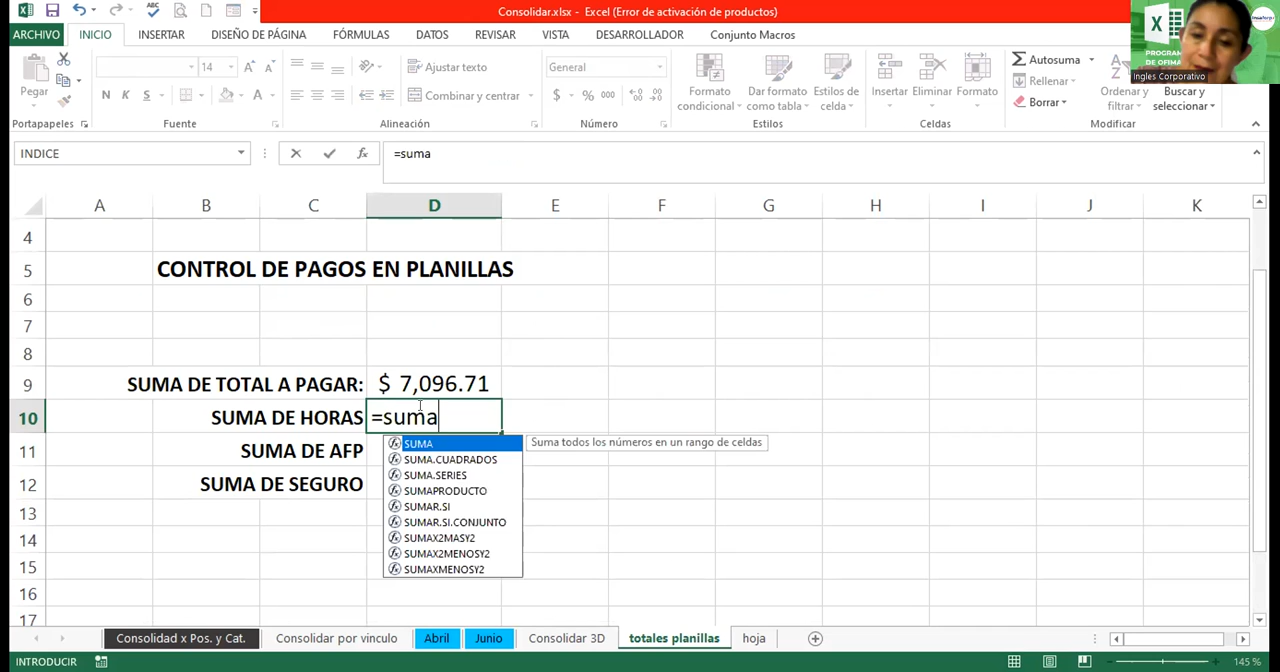 Consolidar.xlsx - Excel (Error de activación de productos)
ARCHIVO INICIO INSERTAR DISEÑO DE PÁGINA FÓRMULAS DATOS REVISAR VISTA DESARROLLADOR Conjunto Macros
PROGRAM
DE OFIMA
Ingles Corporativo
Pegar
14
Ajustar texto
Combinar y centrar
General
$ % 000
Formato condicional
Dar formato como tabla
Estilos de celda
Insertar
Eliminar
Formato
Autosuma
Rellenar
Borrar
Ordenar y filtrar
Buscar y seleccionar
N K S
Portapapeles Fuente Alineación Número Estilos Celdas Modificar
INDICE
fx
=suma
A B C D E F G H I J K
4
5 CONTROL DE PAGOS EN PLANILLAS
6
7
8
9 SUMA DE TOTAL A PAGAR: $ 7,096.71
10 SUMA DE HORAS =suma
11 SUMA DE AFP
12 SUMA DE SEGURO
13
14
15
16
17
SUMA
Suma todos los números en un rango de celdas
SUMA.CUADRADOS
SUMA.SERIES
SUMAPRODUCTO
SUMAR.SI
SUMAR.SI.CONJUNTO
SUMAX2MASY2
SUMAX2MENOSY2
SUMAXMENOSY2
Consolidad x Pos. y Cat. Consolidar por vinculo Abril Junio Consolidar 3D totales planillas hoja
INTRODUCIR
145 %